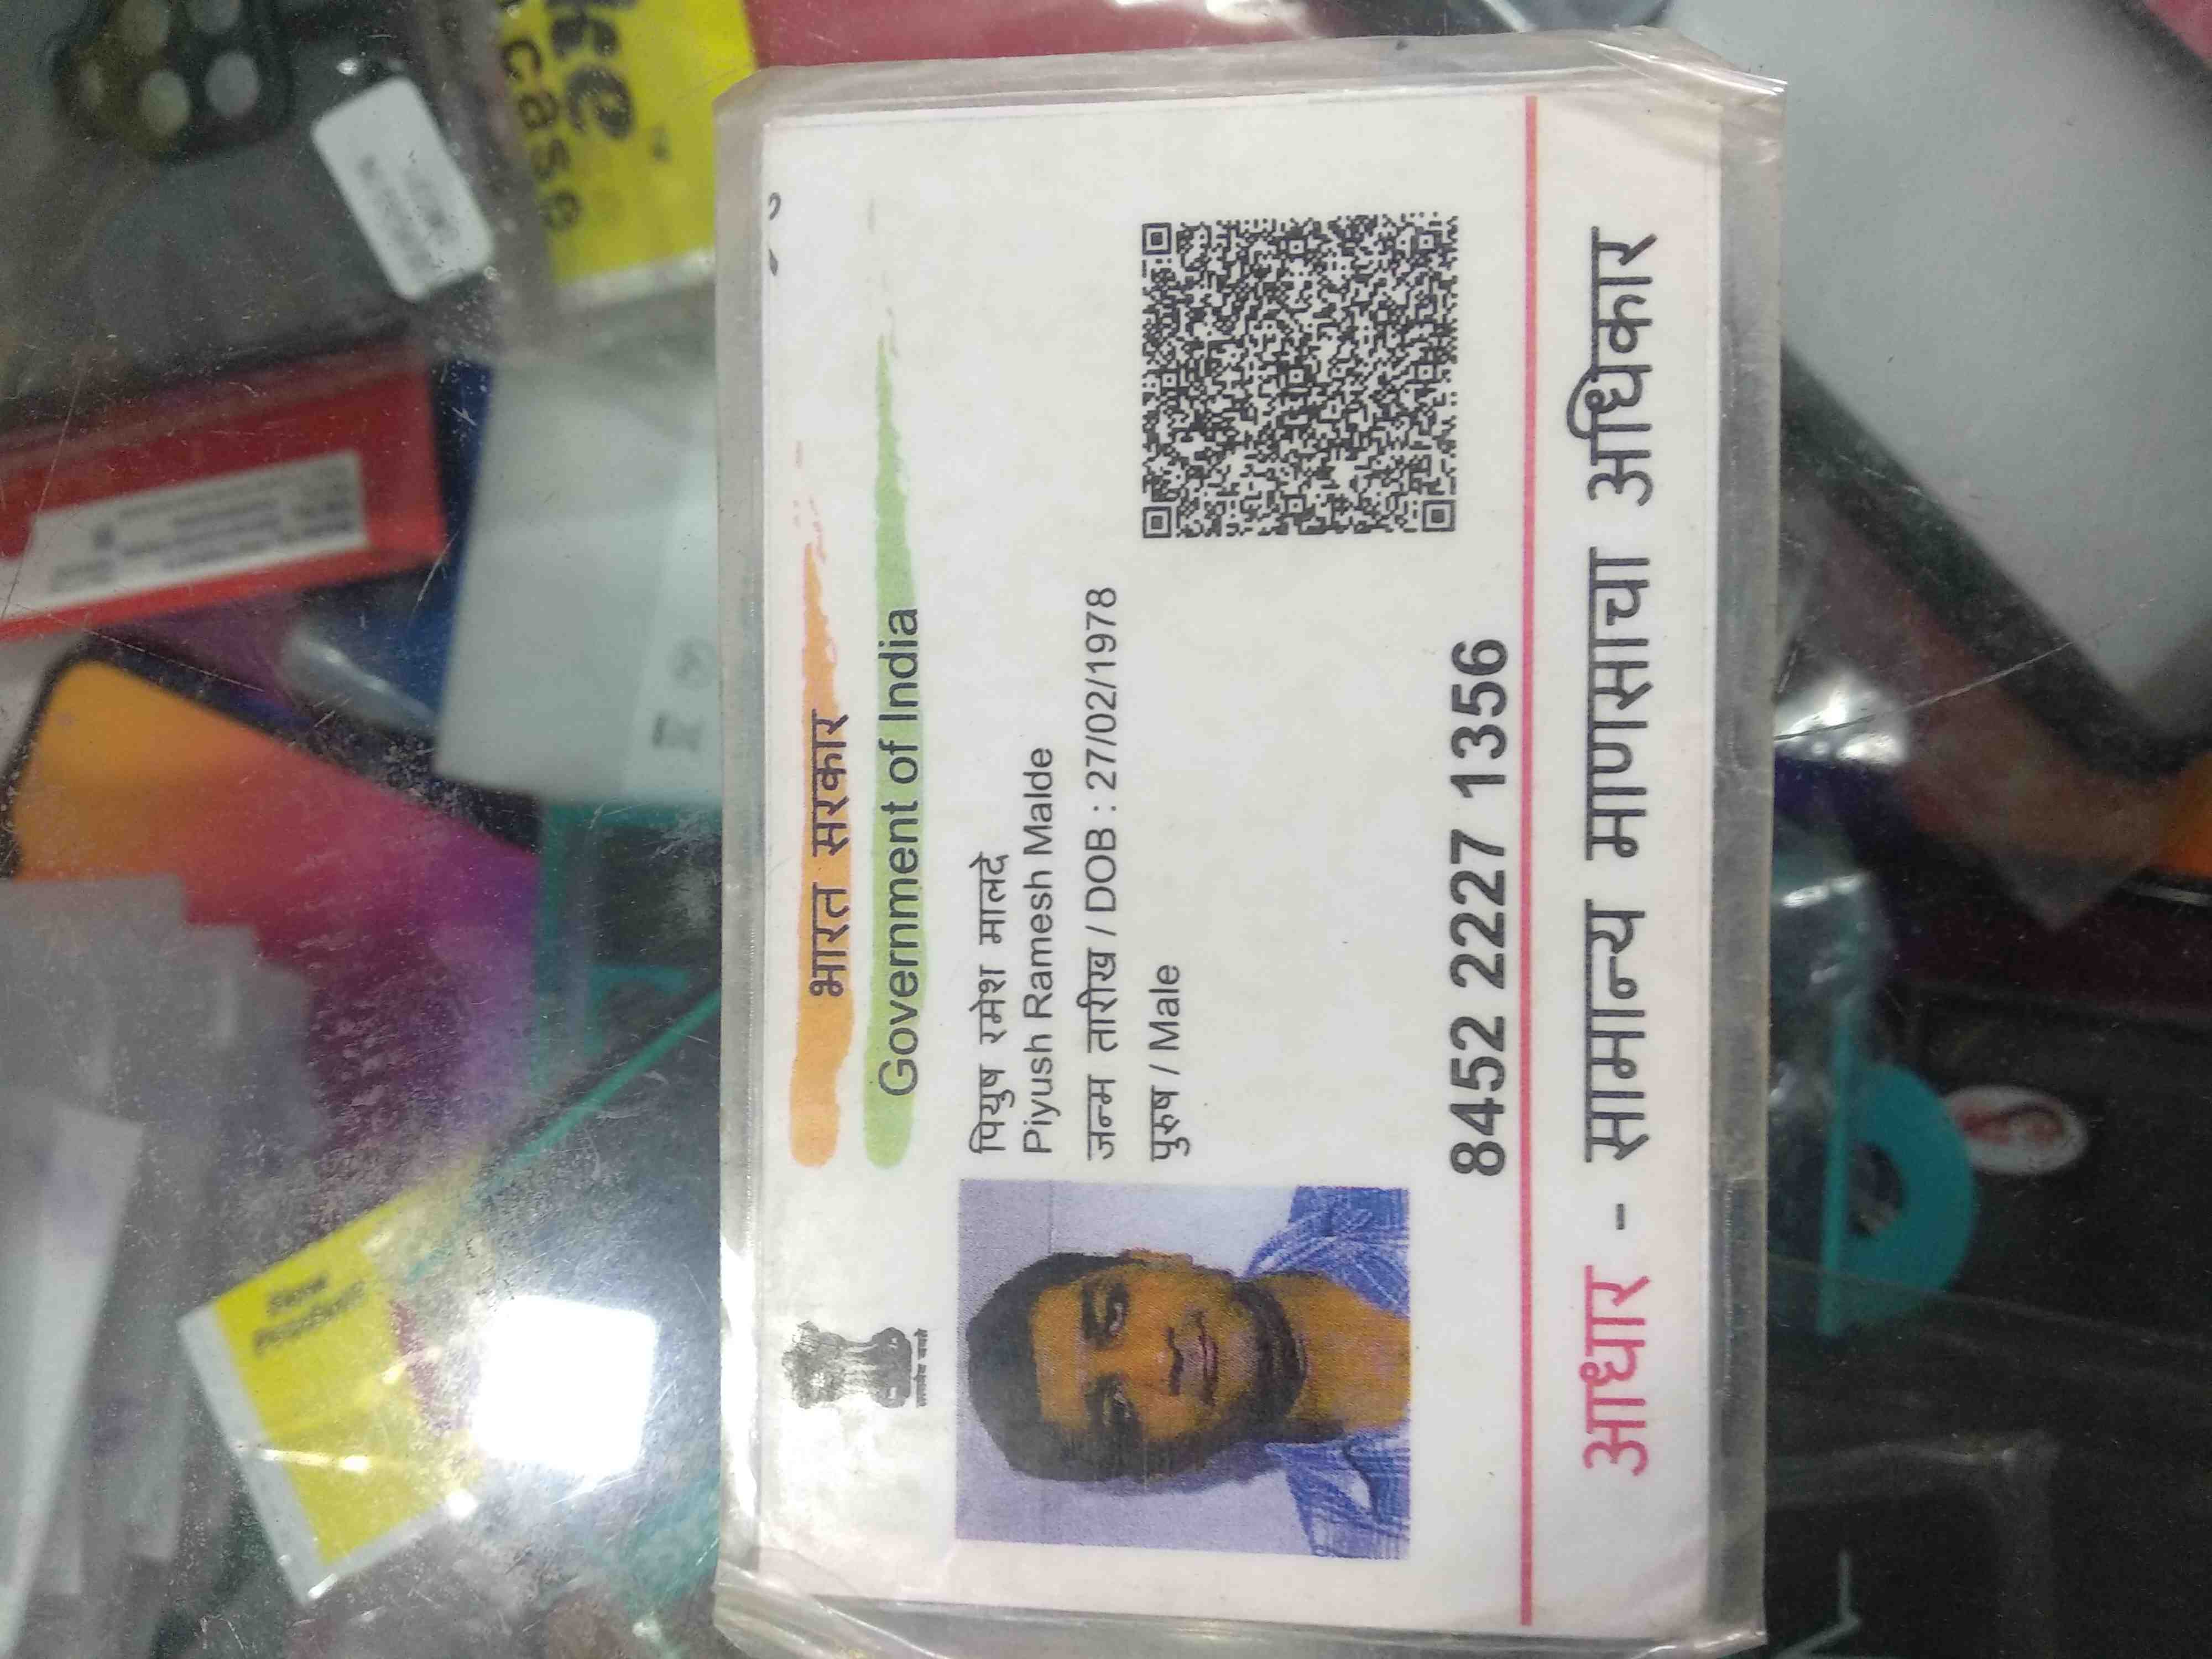 भारत सरकार
Government of India
पियुष रमेश मालदे
Piyush Ramesh Malde
जन्म तारीख / DOB : 27/02/1978
पुरुष / Male
8452 2227 1356
आधार - सामान्य माणसाचा अधिकार
case